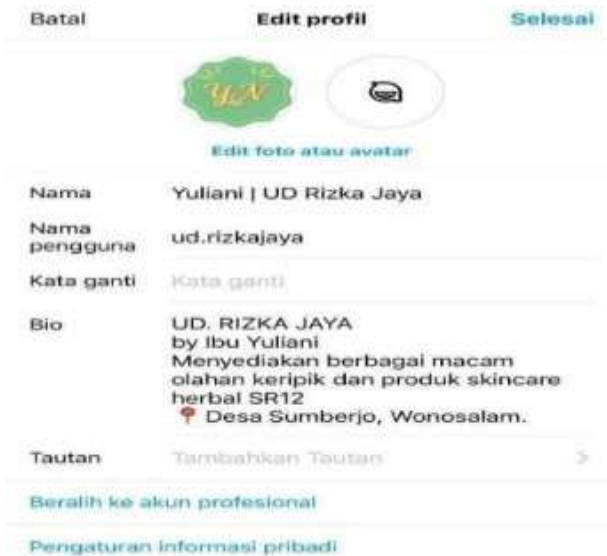 Batal Edit profil Selesai
YN
Edit foto atau avatar
Nama Yuliani | UD Rizka Jaya
Nama
pengguna ud.rizkajaya
Kata ganti Kata ganti
Bio UD. RIZKA JAYA
by Ibu Yuliani
Menyediakan berbagai macam
olahan keripik dan produk skincare
herbal SR12
📍 Desa Sumberjo, Wonosalam.
Tautan Tambahkan Tautan >
Beralih ke akun profesional
Pengaturan informasi pribadi